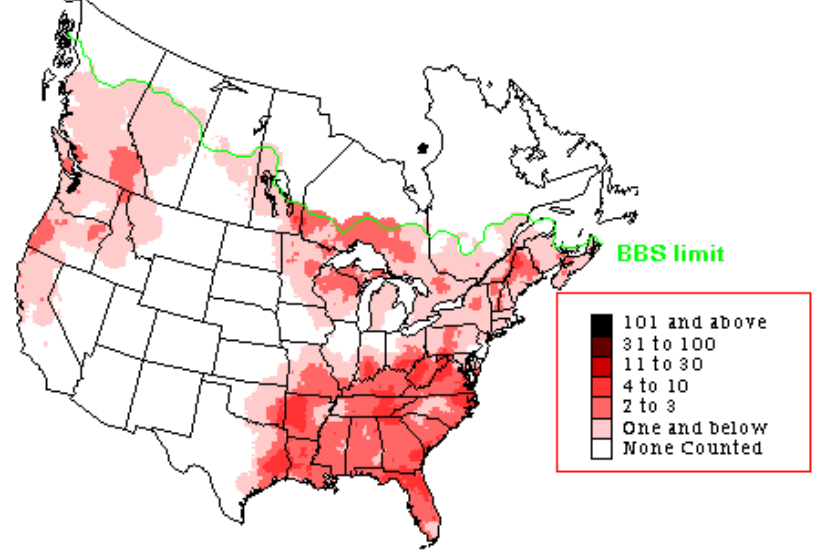 BBS limit
101 and above
31 to 100
11 to 30
4 to 10
2 to 3
One and below
None Counted